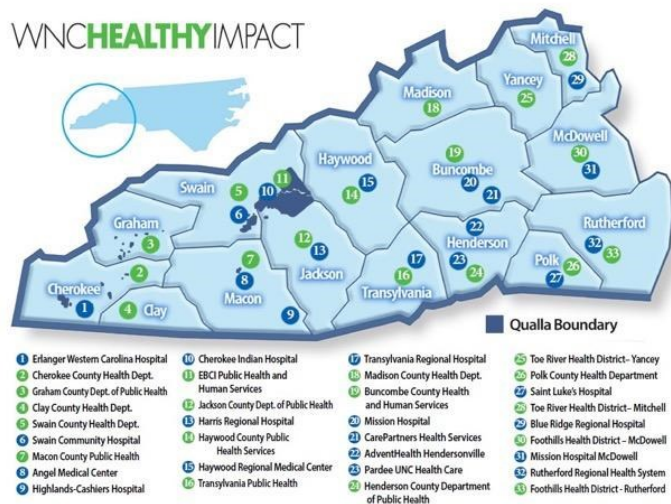 WNCHEALTHYIMPACT
Mitchell
28
29
Yancey
25
Madison
18
McDowell
30
31
19
Buncombe
20
21
Haywood
15
14
Swain
5
6
11
10
Graham
3
12
13
Jackson
22
Henderson
23
24
Rutherford
32
33
Polk
26
27
17
16
Transylvania
7
8
Macon
9
2
Cherokee
1
4
Clay
Qualla Boundary
1 Erlanger Western Carolina Hospital
2 Cherokee County Health Dept.
3 Graham County Dept. of Public Health
4 Clay County Health Dept.
5 Swain County Health Dept.
6 Swain Community Hospital
7 Macon County Public Health
8 Angel Medical Center
9 Highlands-Cashiers Hospital
10 Cherokee Indian Hospital
11 EBCI Public Health and
Human Services
12 Jackson County Dept. of Public Health
13 Harris Regional Hospital
14 Haywood County Public
Health Services
15 Haywood Regional Medical Center
16 Transylvania Public Health
17 Transylvania Regional Hospital
18 Madison County Health Dept.
19 Buncombe County Health
and Human Services
20 Mission Hospital
21 CarePartners Health Services
22 AdventHealth Hendersonville
23 Pardee UNC Health Care
24 Henderson County Department
of Public Health
25 Toe River Health District– Yancey
26 Polk County Health Department
27 Saint Luke's Hospital
28 Toe River Health District – Mitchell
29 Blue Ridge Regional Hospital
30 Foothills Health District – McDowell
31 Mission Hospital McDowell
32 Rutherford Regional Health System
33 Foothills Health District - Rutherford